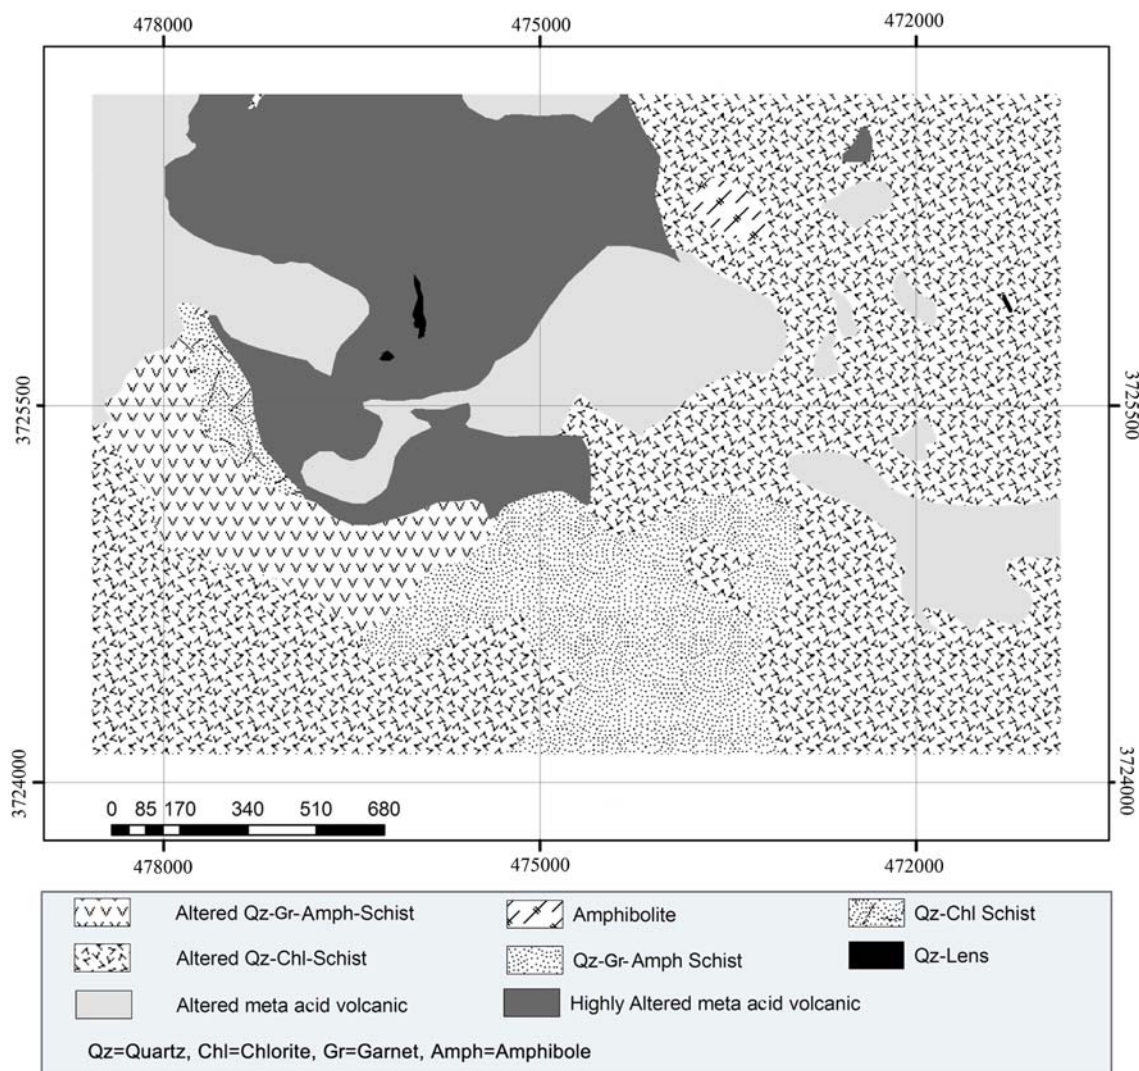 478000 475000 472000
3725500 3725500
3724000 3724000
0 85 170 340 510 680
478000 475000 472000
Altered Qz-Gr-Amph-Schist Amphibolite Qz-Chl Schist
Altered Qz-Chl-Schist Qz-Gr-Amph Schist Qz-Lens
Altered meta acid volcanic Highly Altered meta acid volcanic
Qz=Quartz, Chl=Chlorite, Gr=Garnet, Amph=Amphibole